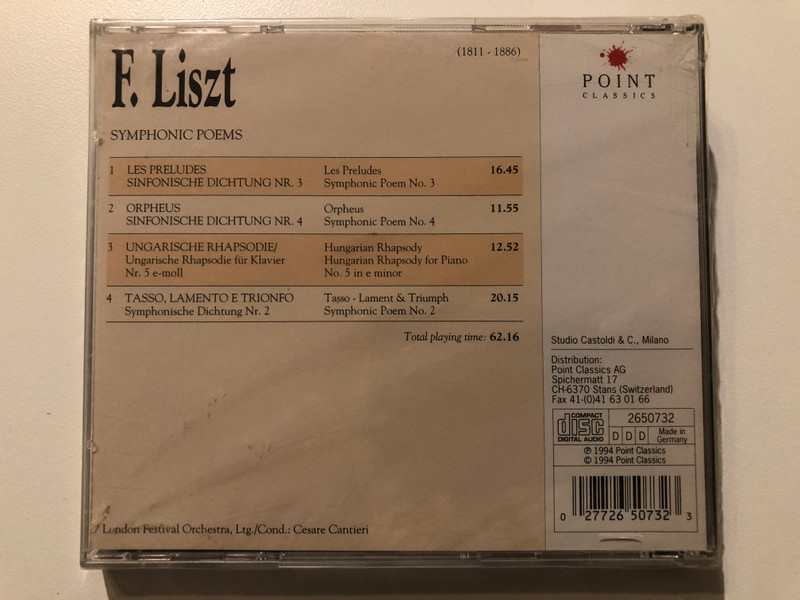 F. Liszt
(1811 - 1886)
SYMPHONIC POEMS
1 LES PRELUDES Les Preludes 16.45
SINFONISCHE DICHTUNG NR. 3 Symphonic Poem No. 3
2 ORPHEUS Orpheus 11.55
SINFONISCHE DICHTUNG NR. 4 Symphonic Poem No. 4
3 UNGARISCHE RHAPSODIE/ Hungarian Rhapsody 12.52
Ungarische Rhapsodie für Klavier Hungarian Rhapsody for Piano
Nr. 5 e-moll No. 5 in e minor
4 TASSO, LAMENTO E TRIONFO Tasso - Lament & Triumph 20.15
Symphonische Dichtung Nr. 2 Symphonic Poem No. 2
Total playing time: 62.16
London Festival Orchestra, Ltg./Cond.: Cesare Cantieri
POINT
CLASSICS
Studio Castoldi & C., Milano
Distribution:
Point Classics AG
Spichermatt 17
CH-6370 Stans (Switzerland)
Fax 41-(0)41 63 01 66
COMPACT
disc
DIGITAL AUDIO
2650732
D D D
Made in
Germany
℗ 1994 Point Classics
© 1994 Point Classics
0 27726 50732 3